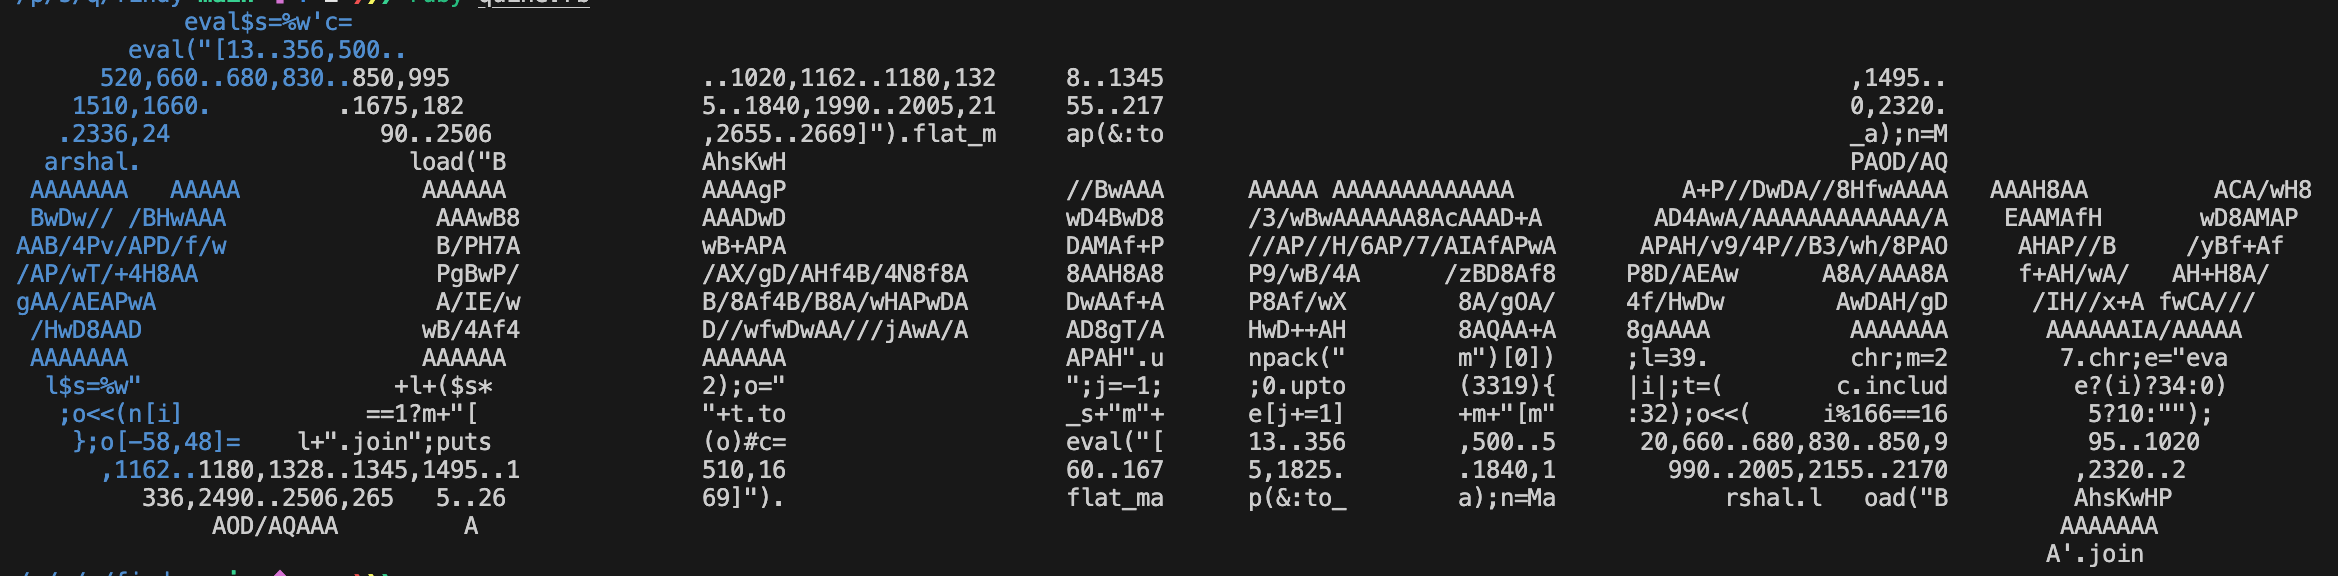 eval$s=%w'c=
eval("[13..356,500..
520,660..680,830..850,995 ..1020,1162..1180,132 8..1345 ,1495..
1510,1660. .1675,182 5..1840,1990..2005,21 55..217 0,2320.
.2336,24 90..2506 ,2655..2669]").flat_m ap(&:to _a);n=M
arshal. load("B AhsKwH PAOD/AQ
AAAAAAA AAAAA AAAAAA AAAAgP //BwAAA AAAAA AAAAAAAAAAAAA A+P//DwDA//8HfwAAAA AAAH8AA ACA/wH8
BwDw// /BHwAAA AAAwB8 AAADwD wD4BwD8 /3/wBwAAAAAA8AcAAAD+A AD4AwA/AAAAAAAAAAAA/A EAAMAfH wD8AMAP
AAB/4Pv/APD/f/w B/PH7A wB+APA DAMAf+P //AP//H/6AP/7/AIAfAPwA APAH/v9/4P//B3/wh/8PAO AHAP//B /yBf+Af
/AP/wT/+4H8AA PgBwP/ /AX/gD/AHf4B/4N8f8A 8AAH8A8 P9/wB/4A /zBD8Af8 P8D/AEAw A8A/AAA8A f+AH/wA/ AH+H8A/
gAA/AEAPwA A/IE/w B/8Af4B/B8A/wHAPwDA DwAAf+A P8Af/wX 8A/gOA/ 4f/HwDw AwDAH/gD /IH//x+A fwCA///
/HwD8AAD wB/4Af4 D//wfwDwAA///jAwA/A AD8gT/A HwD++AH 8AQAA+A 8gAAAA AAAAAAA AAAAAAIA/AAAAA
AAAAAAA AAAAAA AAAAAA APAH".u npack(" m")[0]) ;l=39. chr;m=2 7.chr;e="eva
l$s=%w" +l+($s* 2);o=" ";j=-1; ;0.upto (3319){ |i|;t=( c.includ e?(i)?34:0)
;o<<(n[i] ==1?m+"[ "+t.to _s+"m"+ e[j+=1] +m+"[m" :32);o<<( i%166==16 5?10:"");
};o[-58,48]= l+".join";puts (o)#c= eval("[ 13..356 ,500..5 20,660..680,830..850,9 95..1020
,1162..1180,1328..1345,1495..1 510,16 60..167 5,1825. .1840,1 990..2005,2155..2170 ,2320..2
336,2490..2506,265 5..26 69]"). flat_ma p(&:to_ a);n=Ma rshal.l oad("B AhsKwHP
AOD/AQAAA A AAAAAAA
A'.join